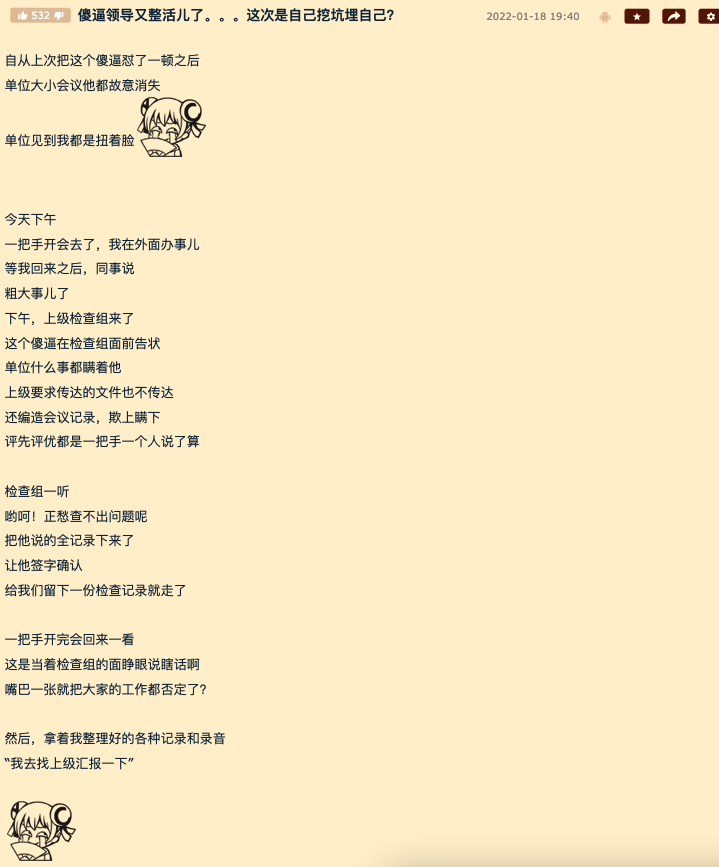 532
傻逼领导又整活儿了。。。这次是自己挖坑埋自己?
2022-01-18 19:40
自从上次把这个傻逼怼了一顿之后
单位大小会议他都故意消失
单位见到我都是扭着脸
今天下午
一把手开会去了，我在外面办事儿
等我回来之后，同事说
粗大事儿了
下午，上级检查组来了
这个傻逼在检查组面前告状
单位什么事都瞒着他
上级要求传达的文件也不传达
还编造会议记录，欺上瞒下
评先评优都是一把手一个人说了算
检查组一听
哟呵！正愁查不出问题呢
把他说的全记录下来了
让他签字确认
给我们留下一份检查记录就走了
一把手开完会回来一看
这是当着检查组的面睁眼说瞎话啊
嘴巴一张就把大家的工作都否定了?
然后，拿着我整理好的各种记录和录音
“我去找上级汇报一下”